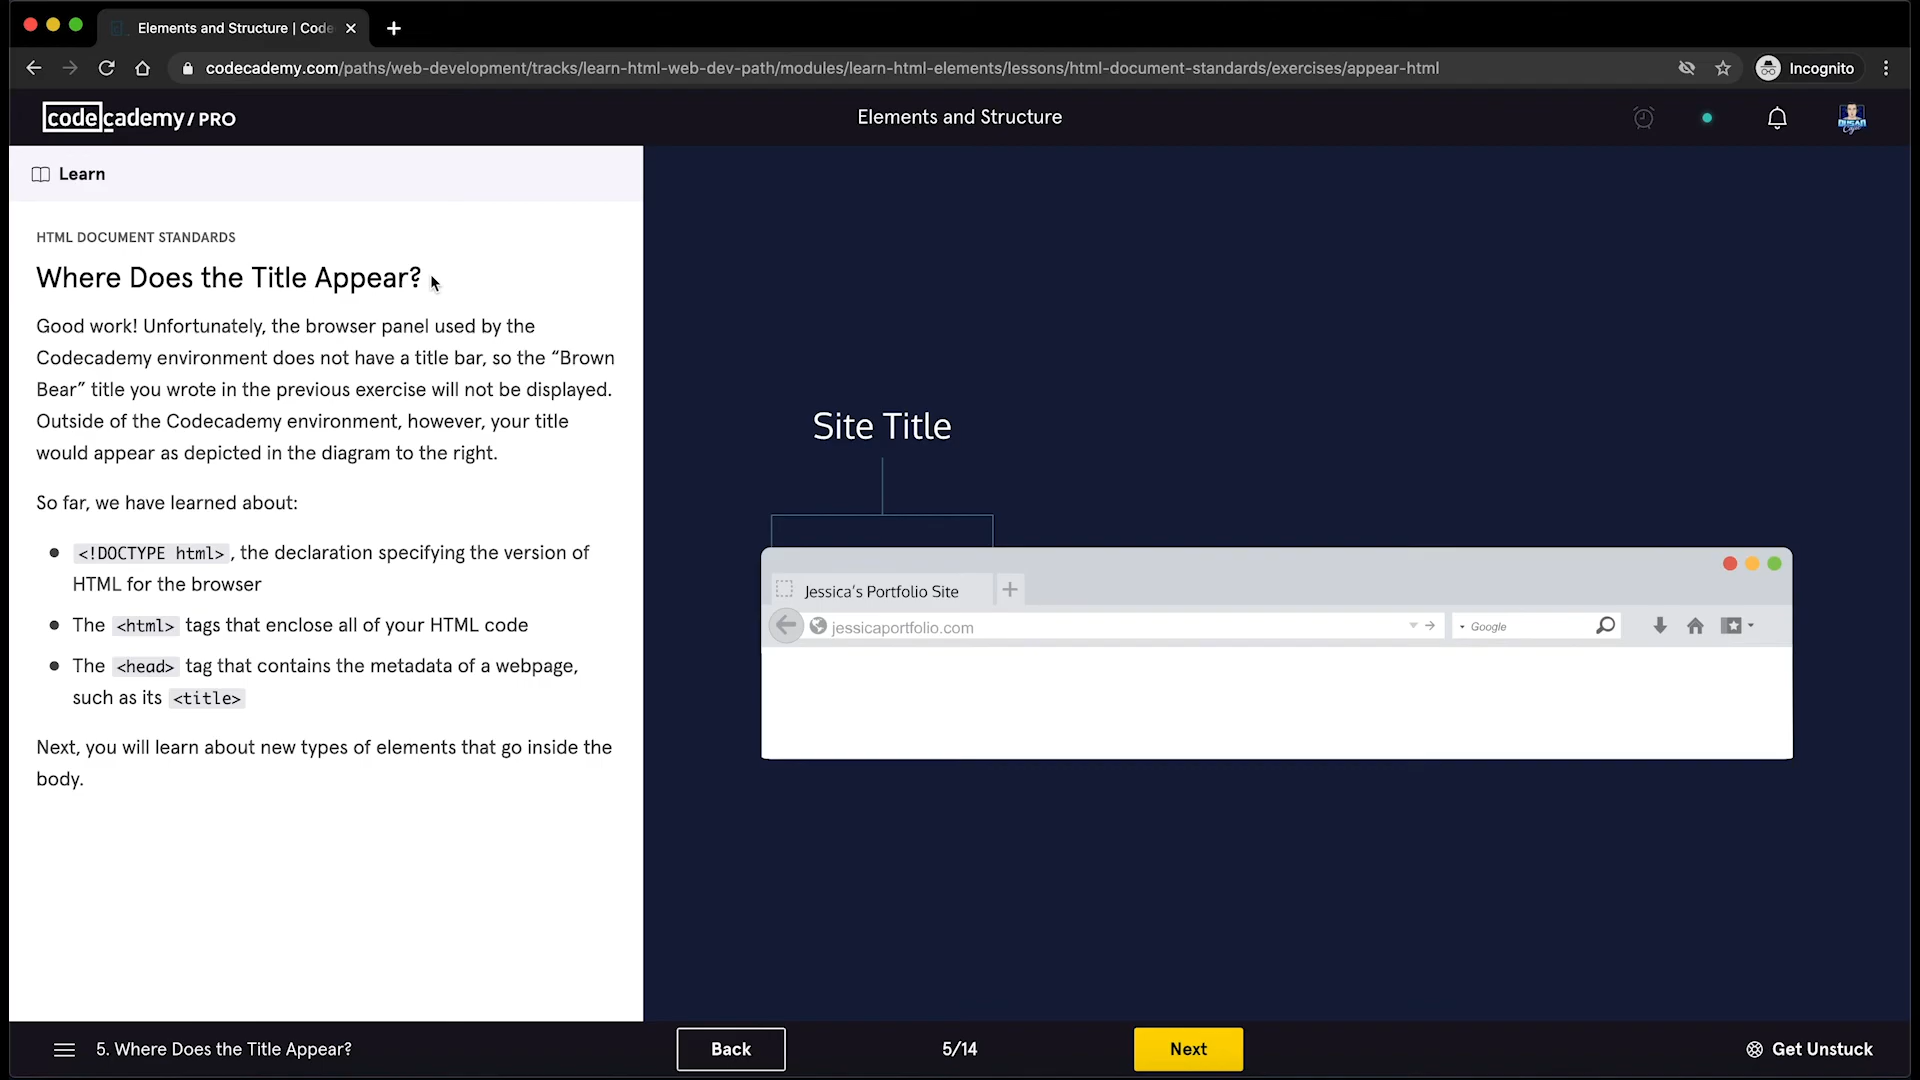 Elements and Structure | Code
codecademy.com/paths/web-development/tracks/learn-html-web-dev-path/modules/learn-html-elements/lessons/html-document-standards/exercises/appear-html
Incognito
codecademy/PRO
Elements and Structure
Learn
HTML DOCUMENT STANDARDS
Where Does the Title Appear?
Good work! Unfortunately, the browser panel used by the
Codecademy environment does not have a title bar, so the “Brown
Bear” title you wrote in the previous exercise will not be displayed.
Outside of the Codecademy environment, however, your title
would appear as depicted in the diagram to the right.
So far, we have learned about:
<!DOCTYPE html>, the declaration specifying the version of
HTML for the browser
The <html> tags that enclose all of your HTML code
The <head> tag that contains the metadata of a webpage,
such as its <title>
Next, you will learn about new types of elements that go inside the
body.
Site Title
Jessica’s Portfolio Site
jessicaportfolio.com
Google
5. Where Does the Title Appear?
Back
5/14
Next
Get Unstuck